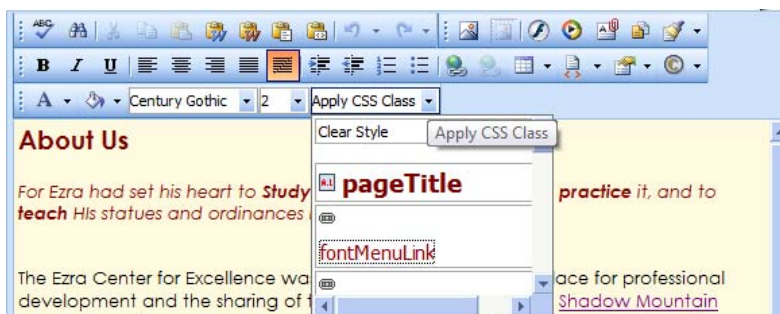 ABC
B I U
A Century Gothic 2 Apply CSS Class
Clear Style Apply CSS Class
About Us
pageTitle
For Ezra had set his heart to Study practice it, and to
teach HIs statues and ordinances
fontMenuLink
The Ezra Center for Excellence wa ace for professional
development and the sharing of Shadow Mountain